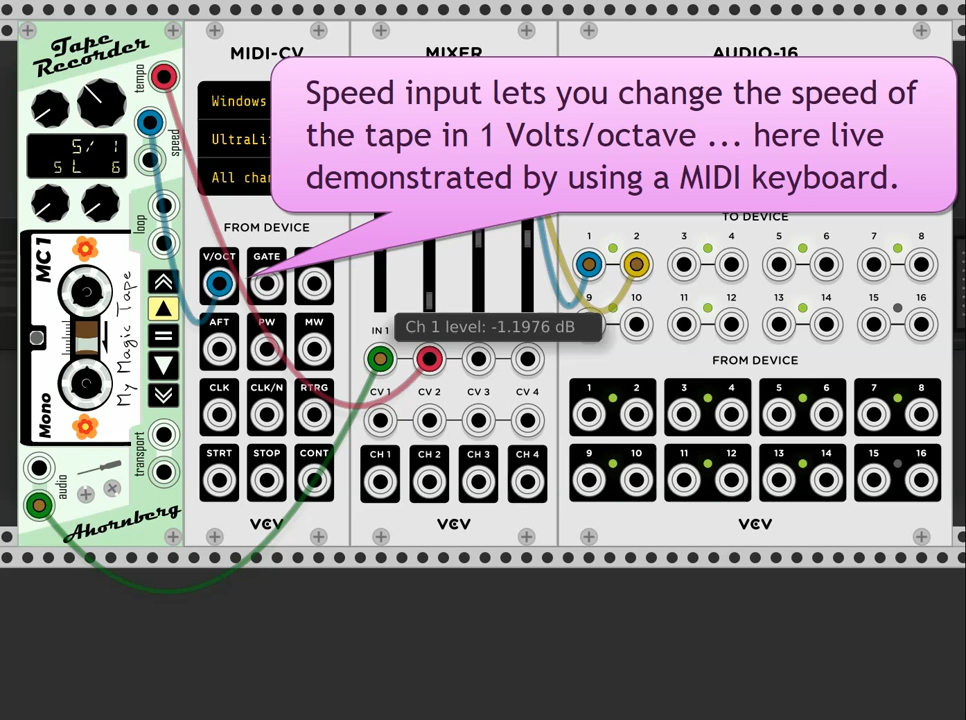 Tape
Recorder
tempo
speed
5/ 1
SL 6
loop
MC 1
My Magic Tape
Mono
transport
audio
Ahornberg
MIDI-CV
Windows
UltraLi
All cha
FROM DEVICE
V/OCT GATE
AFT PW MW
CLK CLK/N RTRG
STRT STOP CONT
VCV
MIXER
Speed input lets you change the speed of
the tape in 1 Volts/octave ... here live
demonstrated by using a MIDI keyboard.
Ch 1 level: -1.1976 dB
IN 1
CV 1 CV 2 CV 3 CV 4
CH 1 CH 2 CH 3 CH 4
VCV
AUDIO-16
TO DEVICE
1 2 3 4 5 6 7 8
9 10 11 12 13 14 15 16
FROM DEVICE
1 2 3 4 5 6 7 8
9 10 11 12 13 14 15 16
VCV